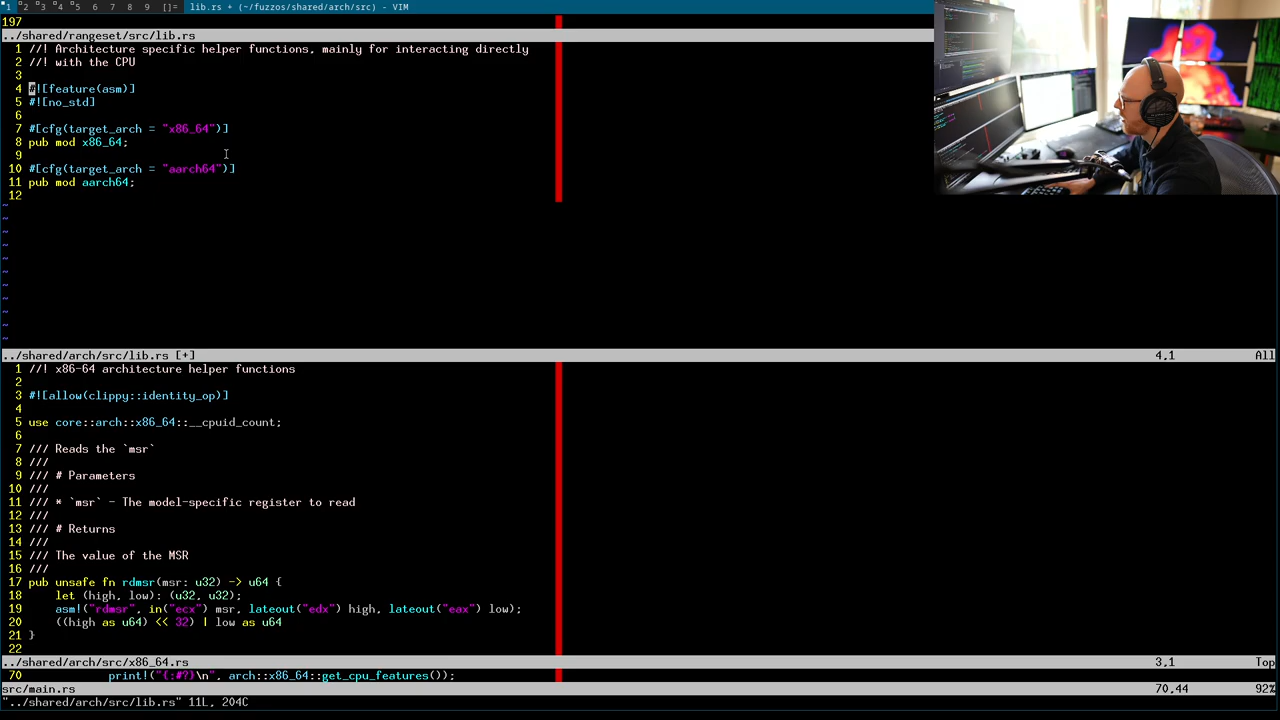 1 2 3 4 5 6 7 8 9 []= lib.rs + (~/fuzzos/shared/arch/src) - VIM
197
../shared/rangeset/src/lib.rs
1 //! Architecture specific helper functions, mainly for interacting directly
2 //! with the CPU
3
4 #![feature(asm)]
5 #![no_std]
6
7 #[cfg(target_arch = "x86_64")]
8 pub mod x86_64;
9
10 #[cfg(target_arch = "aarch64")]
11 pub mod aarch64;
12
~
~
~
~
~
~
~
~
~
~
~
../shared/arch/src/lib.rs [+] 4,1 All
1 //! x86-64 architecture helper functions
2
3 #![allow(clippy::identity_op)]
4
5 use core::arch::x86_64::__cpuid_count;
6
7 /// Reads the `msr`
8 ///
9 /// # Parameters
10 ///
11 /// * `msr` - The model-specific register to read
12 ///
13 /// # Returns
14 ///
15 /// The value of the MSR
16 ///
17 pub unsafe fn rdmsr(msr: u32) -> u64 {
18     let (high, low): (u32, u32);
19     asm!("rdmsr", in("ecx") msr, lateout("edx") high, lateout("eax") low);
20     ((high as u64) << 32) | low as u64
21 }
22
../shared/arch/src/x86_64.rs 3,1 Top
70             print!("{:#?}\n", arch::x86_64::get_cpu_features());
src/main.rs 70,44 92%
"../shared/arch/src/lib.rs" 11L, 204C